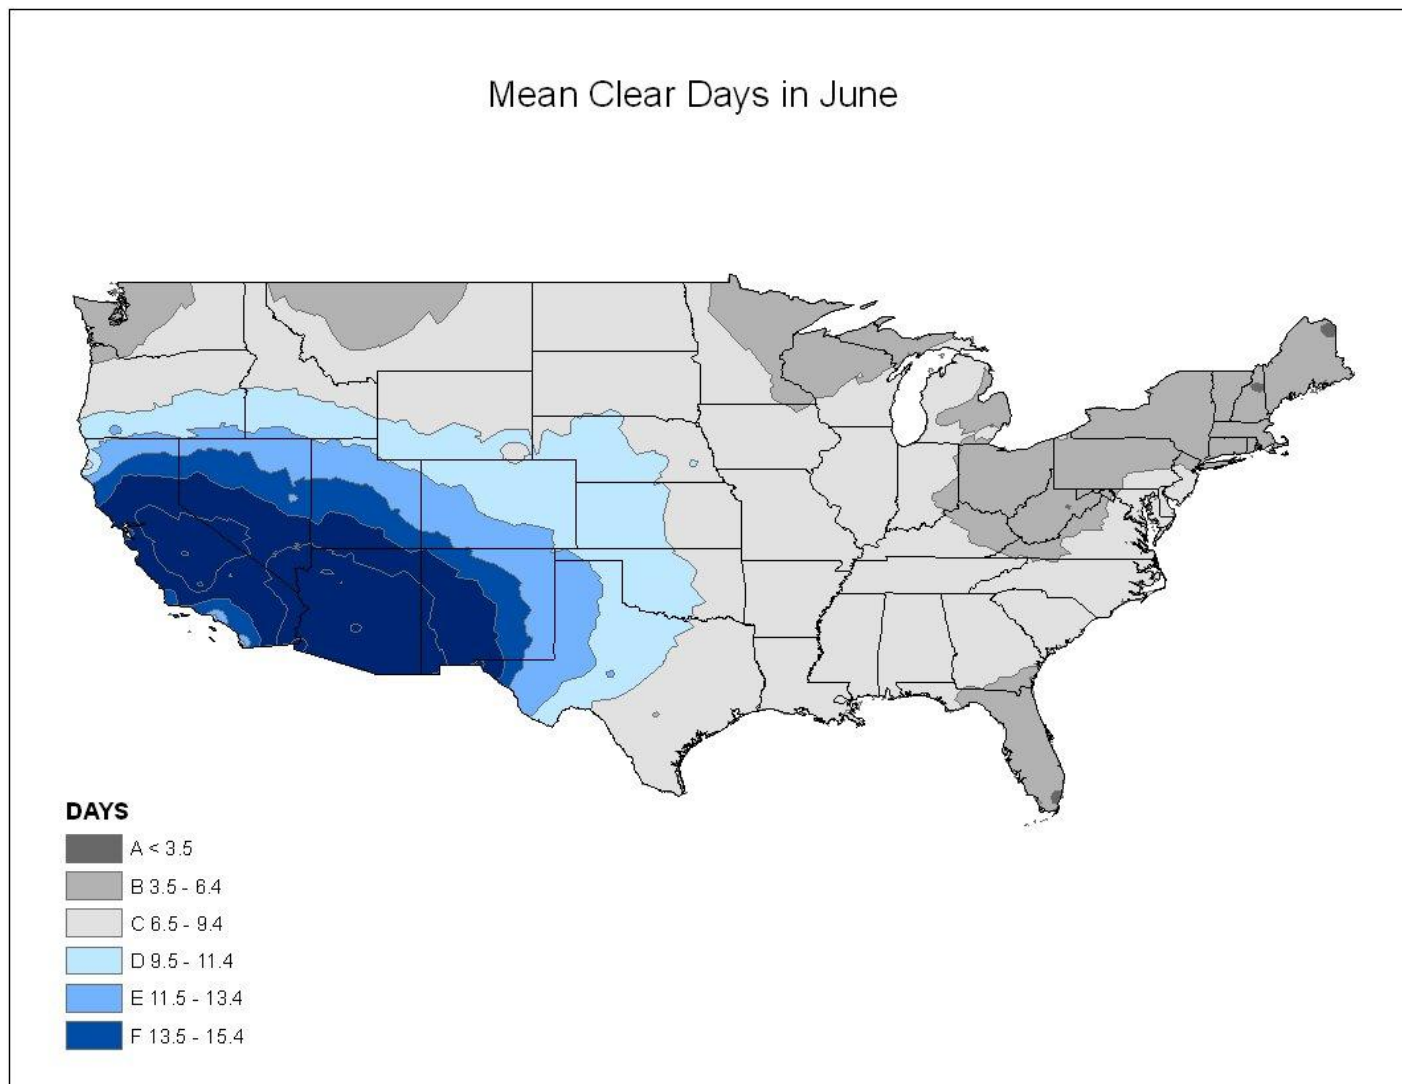 Mean Clear Days in June
DAYS
A < 3.5
B 3.5 - 6.4
C 6.5 - 9.4
D 9.5 - 11.4
E 11.5 - 13.4
F 13.5 - 15.4